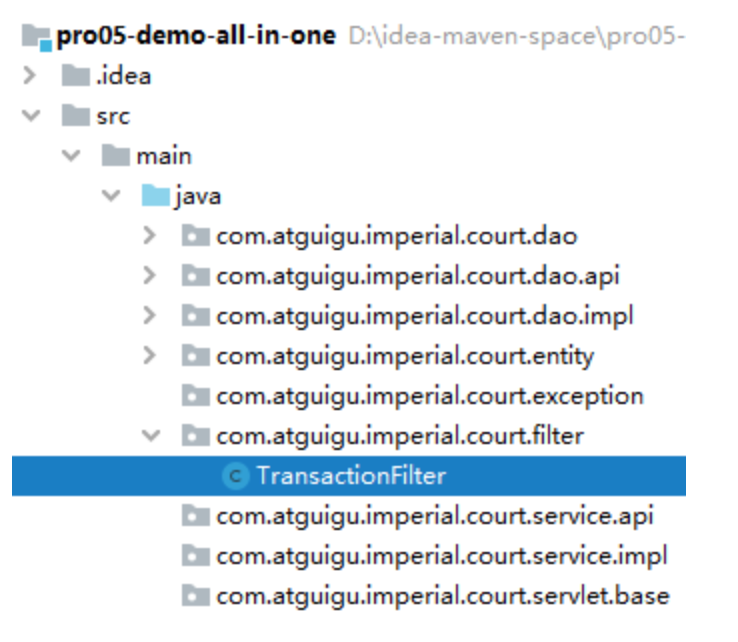 pro05-demo-all-in-one D:\idea-maven-space\pro05-
.idea
src
main
java
com.atguigu.imperial.court.dao
com.atguigu.imperial.court.dao.api
com.atguigu.imperial.court.dao.impl
com.atguigu.imperial.court.entity
com.atguigu.imperial.court.exception
com.atguigu.imperial.court.filter
C TransactionFilter
com.atguigu.imperial.court.service.api
com.atguigu.imperial.court.service.impl
com.atguigu.imperial.court.servlet.base